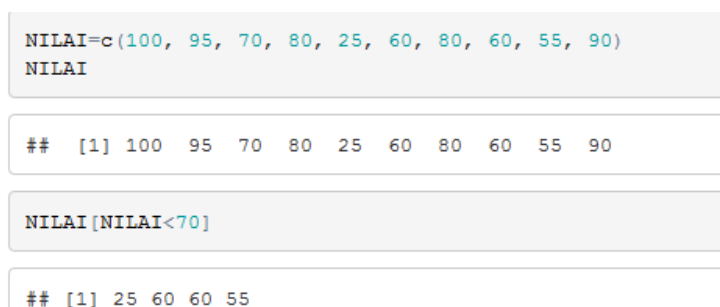 NILAI=c(100, 95, 70, 80, 25, 60, 80, 60, 55, 90)
NILAI
##  [1] 100  95  70  80  25  60  80  60  55  90
NILAI[NILAI<70]
## [1] 25 60 60 55